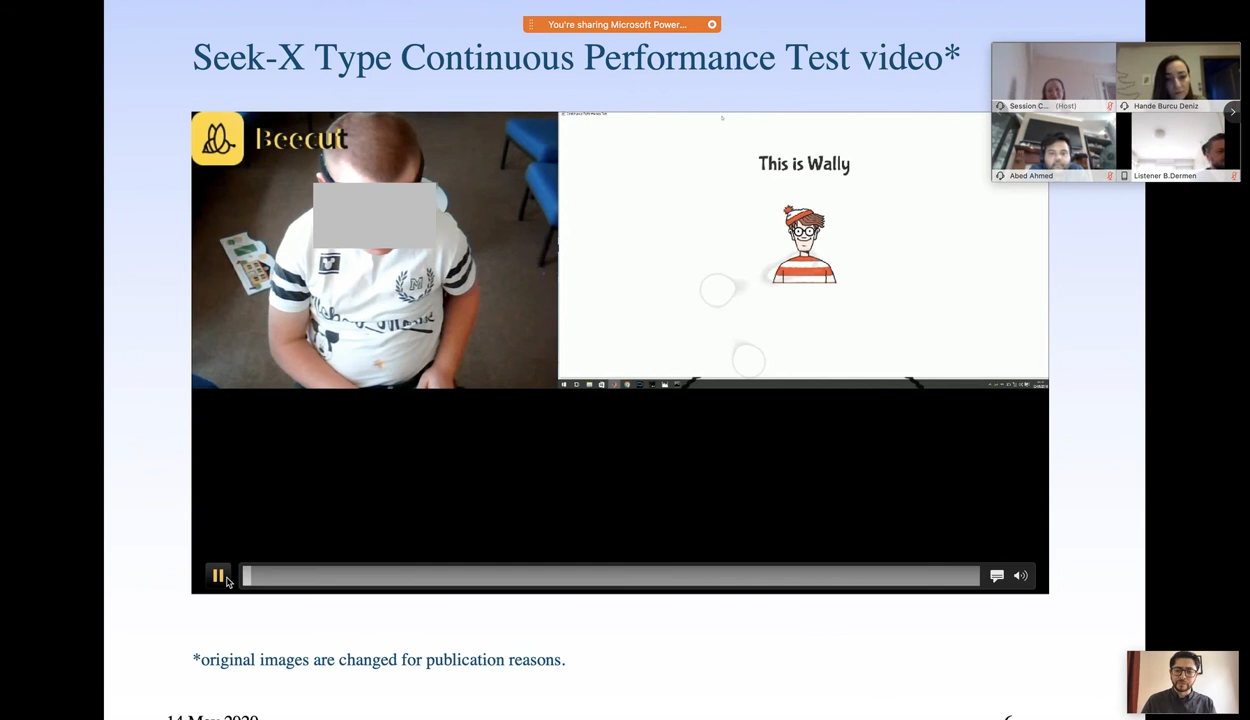 You're sharing Microsoft Power...
Seek-X Type Continuous Performance Test video*
Session C... (Host)
Hande Burcu Deniz
Abed Ahmed
Listener B.Dermen
Beecut
This is Wally
M
*original images are changed for publication reasons.
14 May 2020
6